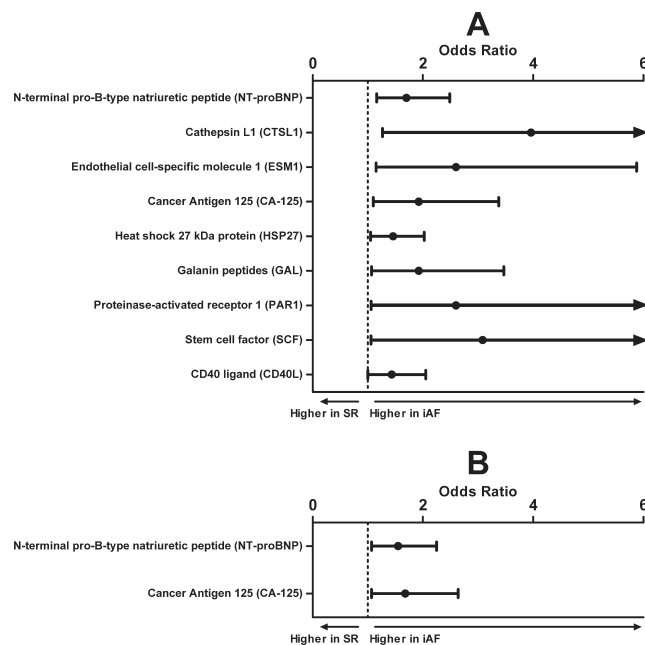 A
Odds Ratio
0 2 4 6
N-terminal pro-B-type natriuretic peptide (NT-proBNP)
Cathepsin L1 (CTSL1)
Endothelial cell-specific molecule 1 (ESM1)
Cancer Antigen 125 (CA-125)
Heat shock 27 kDa protein (HSP27)
Galanin peptides (GAL)
Proteinase-activated receptor 1 (PAR1)
Stem cell factor (SCF)
CD40 ligand (CD40L)
Higher in SR Higher in iAF
B
Odds Ratio
0 2 4 6
N-terminal pro-B-type natriuretic peptide (NT-proBNP)
Cancer Antigen 125 (CA-125)
Higher in SR Higher in iAF